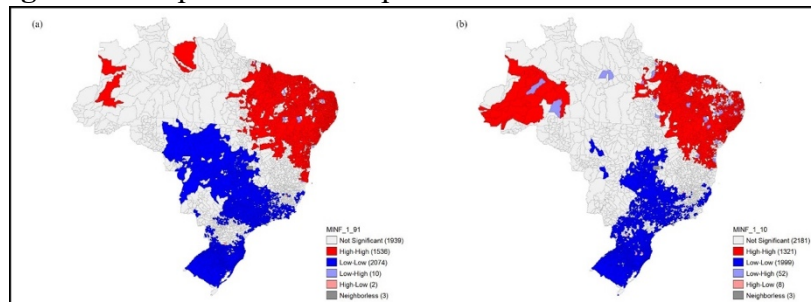 (a)
(b)
MINF_1_91
Not Significant (1939)
High-High (1536)
Low-Low (2074)
Low-High (10)
High-Low (2)
Neighborless (3)
MINF_1_10
Not Significant (2181)
High-High (1321)
Low-Low (1999)
Low-High (52)
High-Low (8)
Neighborless (3)